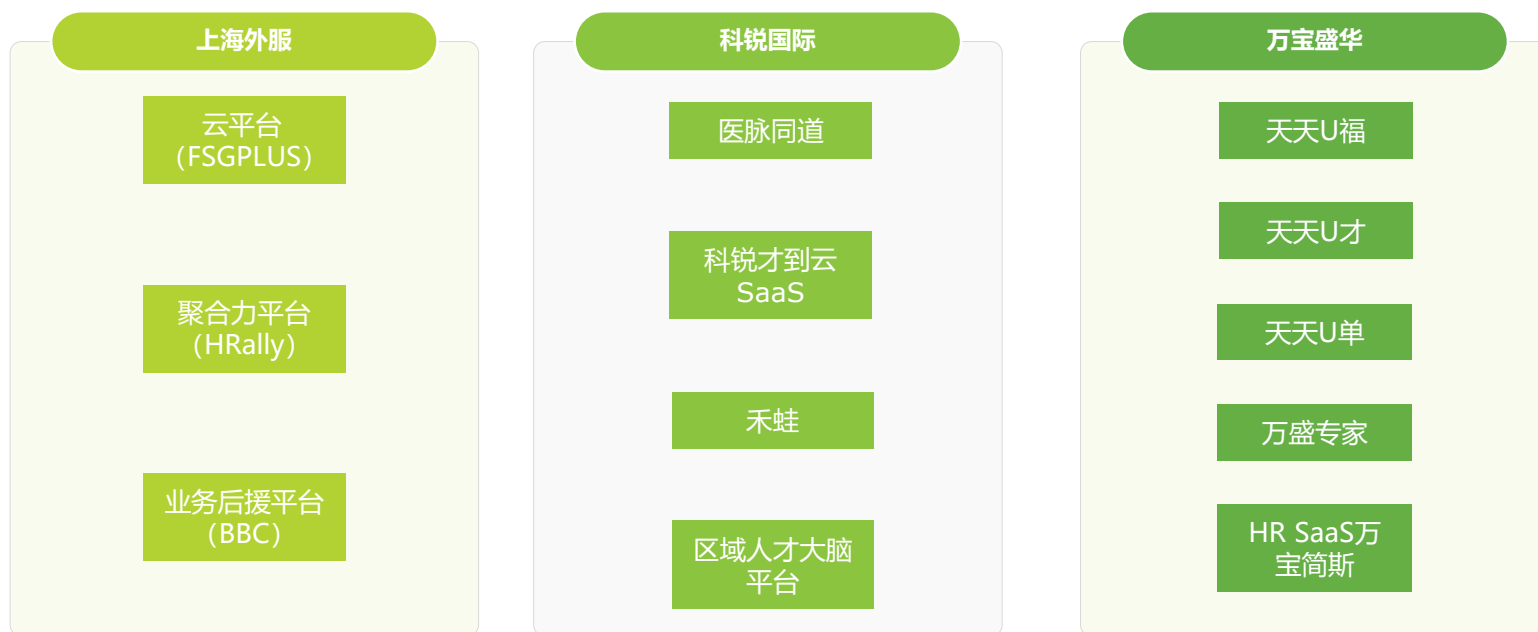 上海外服
云平台
（FSGPLUS）
聚合力平台
（HRally）
业务后援平台
（BBC）
科锐国际
医脉同道
科锐才到云
SaaS
禾蛙
区域人才大脑
平台
万宝盛华
天天U福
天天U才
天天U单
万盛专家
HR SaaS万
宝简斯